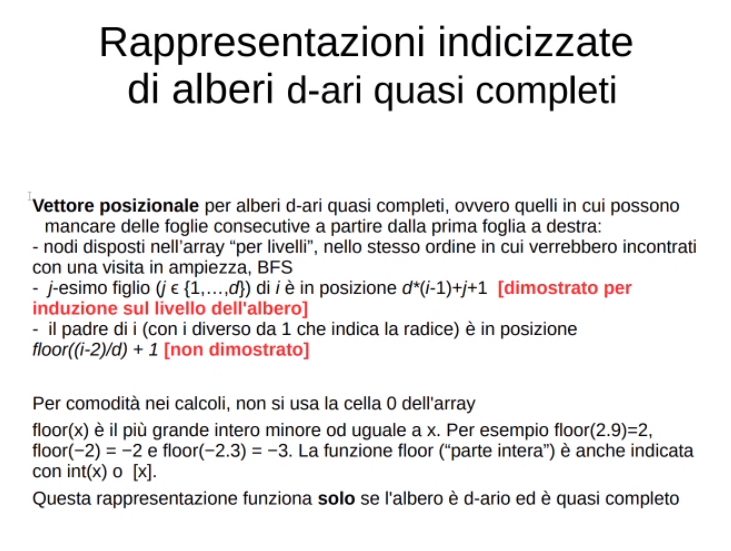 Rappresentazioni indicizzate
di alberi d-ari quasi completi
Vettore posizionale per alberi d-ari quasi completi, ovvero quelli in cui possono
mancare delle foglie consecutive a partire dalla prima foglia a destra:
- nodi disposti nell'array “per livelli”, nello stesso ordine in cui verrebbero incontrati
con una visita in ampiezza, BFS
- j-esimo figlio (j ϵ {1,…,d}) di i è in posizione d*(i-1)+j+1 [dimostrato per
induzione sul livello dell'albero]
- il padre di i (con i diverso da 1 che indica la radice) è in posizione
floor((i-2)/d) + 1 [non dimostrato]
Per comodità nei calcoli, non si usa la cella 0 dell'array
floor(x) è il più grande intero minore od uguale a x. Per esempio floor(2.9)=2,
floor(−2) = −2 e floor(−2.3) = −3. La funzione floor (“parte intera”) è anche indicata
con int(x) o [x].
Questa rappresentazione funziona solo se l'albero è d-ario ed è quasi completo